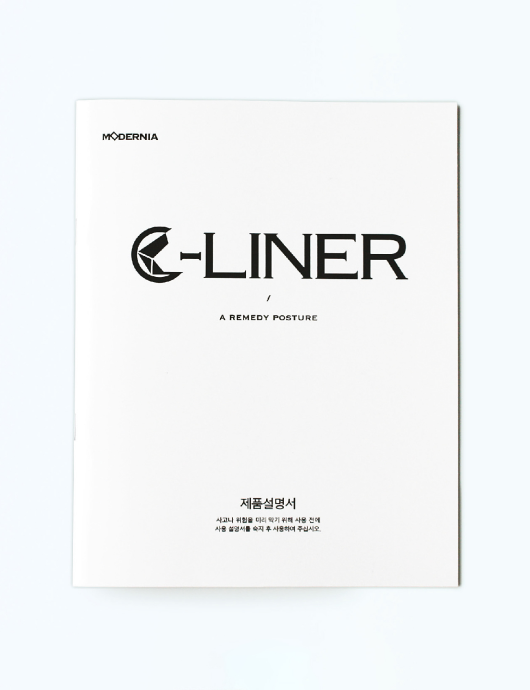 MODERNIA
C-LINER
/
A REMEDY POSTURE
제품설명서
사고나 위험을 미리 막기 위해 사용 전에
사용 설명서를 숙지 후 사용하여 주십시오.